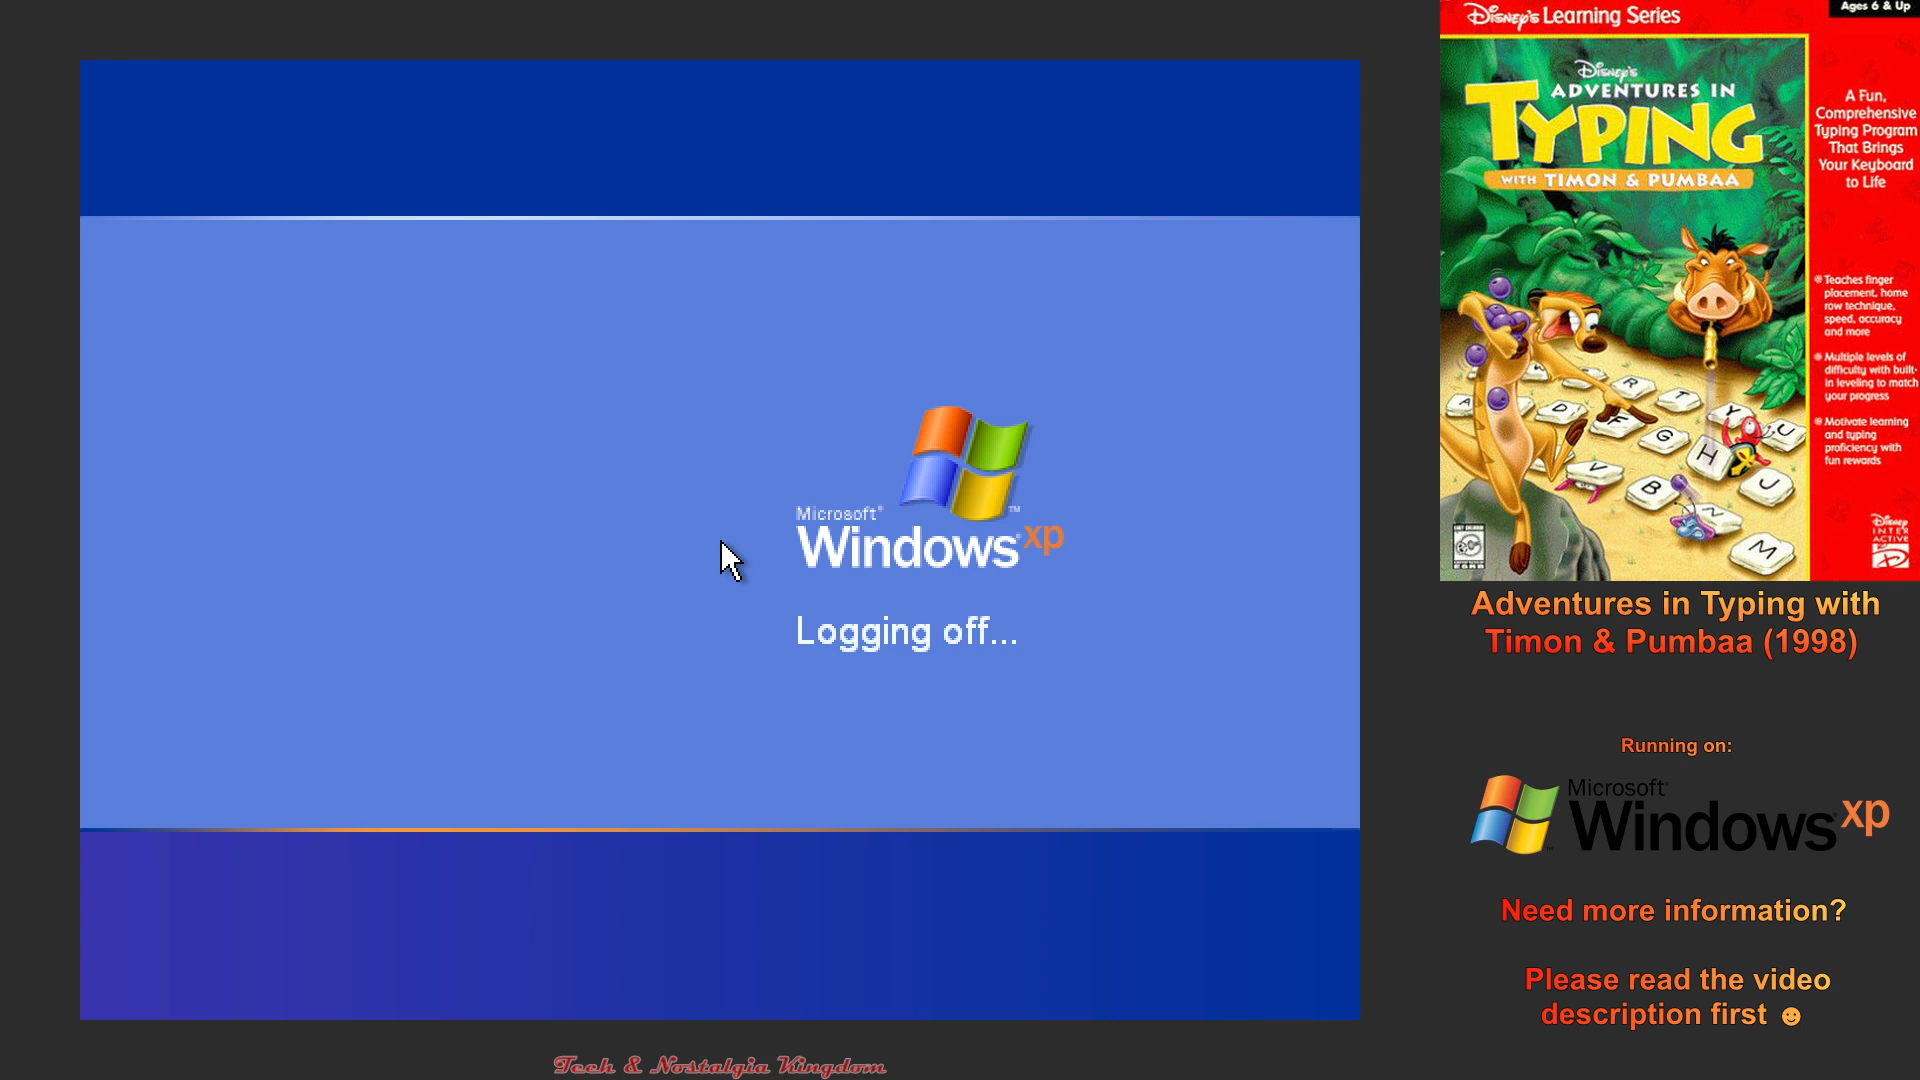 Microsoft®
Windows® xp
™
Logging off...
Tech & Nostalgia Kingdom
Disney's Learning Series
Ages 6 & Up
Disney's
ADVENTURES IN
TYPING
WITH TIMON & PUMBAA
A Fun,
Comprehensive
Typing Program
That Brings
Your Keyboard
to Life
Teaches finger
placement, home
row technique,
speed, accuracy
and more
Multiple levels of
difficulty with built-
in leveling to match
your progress
Motivate learning
and typing
proficiency with
fun rewards
R
T
Y
U
A
D
F
G
H
J
V
B
N
M
Disney
INTER
ACTIVE
Adventures in Typing with
Timon & Pumbaa (1998)
Running on:
Microsoft®
Windows xp
Need more information?
Please read the video
description first ☻